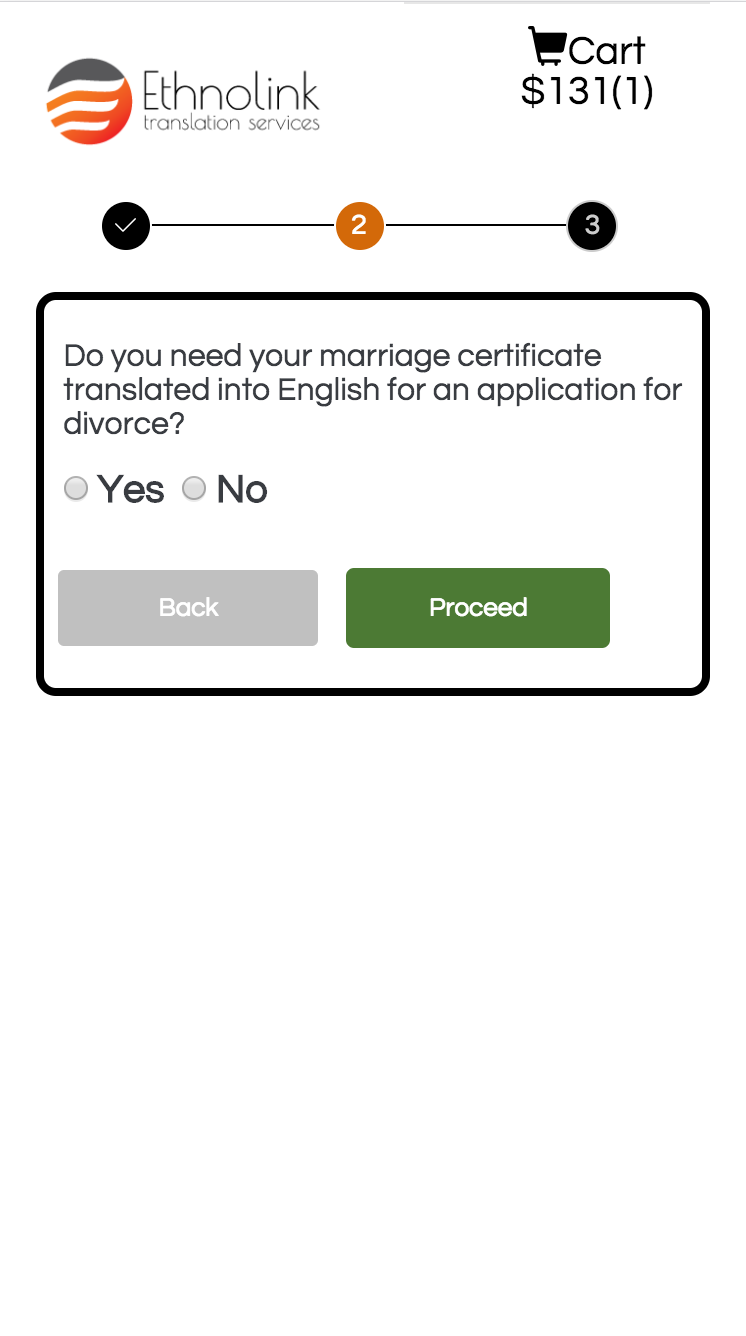 Cart
$131(1)
Ethnolink
translation services
2
3
Do you need your marriage certificate
translated into English for an application for
divorce?
Yes No
Back Proceed